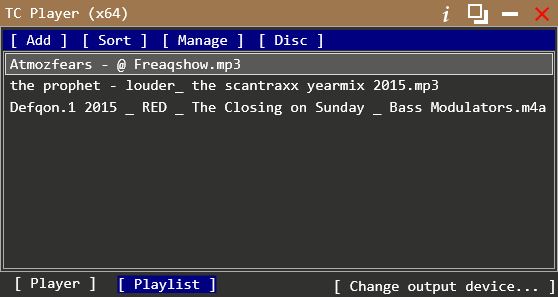 TC Player (x64)
[ Add ] [ Sort ] [ Manage ] [ Disc ]
Atmozfears - @ Freaqshow.mp3
the prophet - louder_ the scantraxx yearmix 2015.mp3
Defqon.1 2015 _ RED _ The Closing on Sunday _ Bass Modulators.m4a
[ Player ] [ Playlist ] [ Change output device... ]